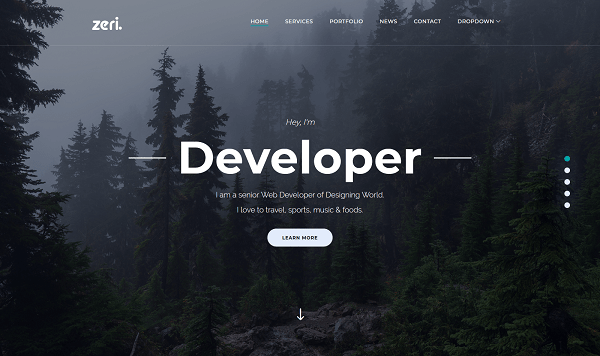 zeri.
HOME SERVICES PORTFOLIO NEWS CONTACT DROPDOWN
Hey, I'm
Developer
I am a senior Web Developer of Designing World.
I love to travel, sports, music & foods.
LEARN MORE